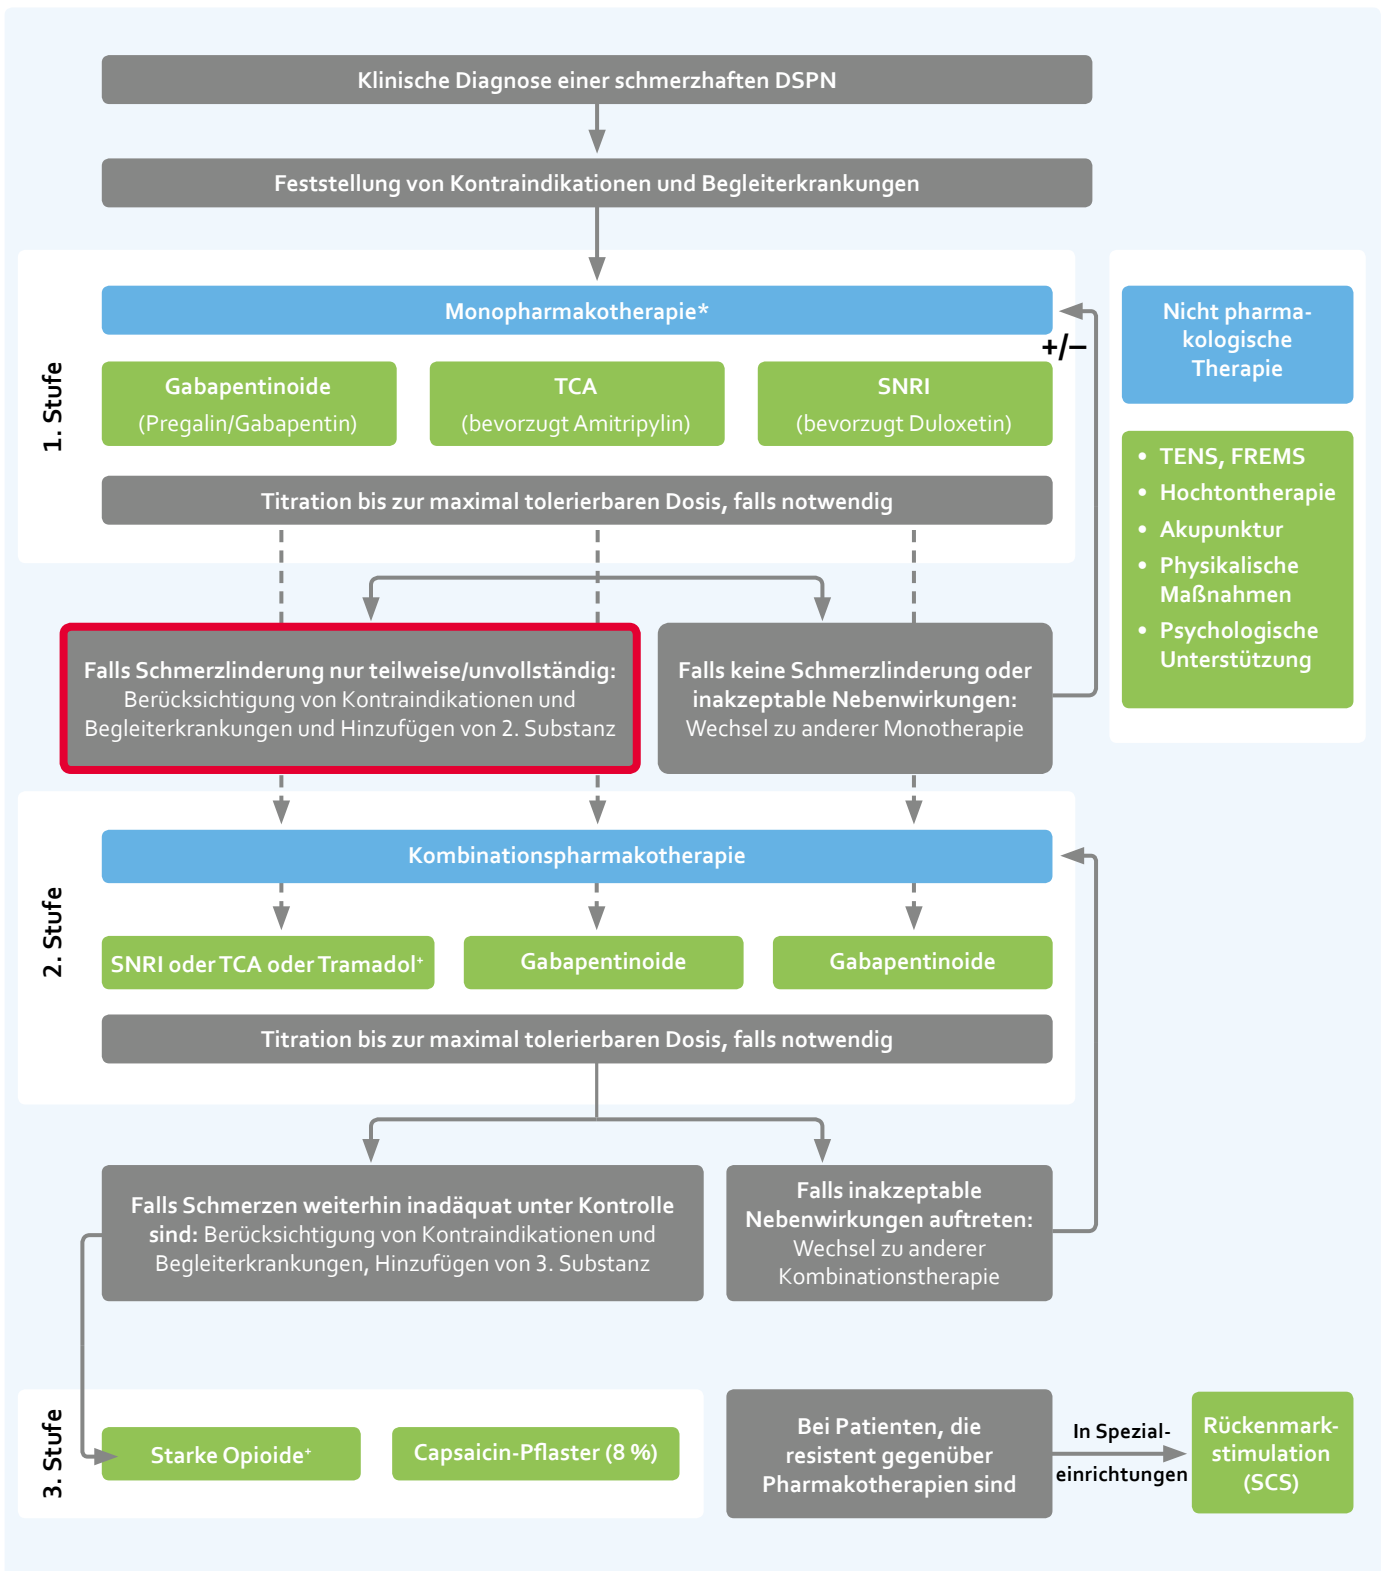 Klinische Diagnose einer schmerzhaften DSPN
Feststellung von Kontraindikationen und Begleiterkrankungen
1. Stufe
Monopharmakotherapie*
+/–
Gabapentinoide
(Pregalin/Gabapentin)
TCA
(bevorzugt Amitripylin)
SNRI
(bevorzugt Duloxetin)
Titration bis zur maximal tolerierbaren Dosis, falls notwendig
Nicht pharma-
kologische
Therapie
• TENS, FREMS
• Hochtontherapie
• Akupunktur
• Physikalische
Maßnahmen
• Psychologische
Unterstützung
Falls Schmerzlinderung nur teilweise/unvollständig:
Berücksichtigung von Kontraindikationen und
Begleiterkrankungen und Hinzufügen von 2. Substanz
Falls keine Schmerzlinderung oder
inakzeptable Nebenwirkungen:
Wechsel zu anderer Monotherapie
2. Stufe
Kombinationspharmakotherapie
SNRI oder TCA oder Tramadol⁺
Gabapentinoide
Gabapentinoide
Titration bis zur maximal tolerierbaren Dosis, falls notwendig
Falls Schmerzen weiterhin inadäquat unter Kontrolle
sind: Berücksichtigung von Kontraindikationen und
Begleiterkrankungen, Hinzufügen von 3. Substanz
Falls inakzeptable
Nebenwirkungen auftreten:
Wechsel zu anderer
Kombinationstherapie
3. Stufe
Starke Opioide⁺
Capsaicin-Pflaster (8 %)
Bei Patienten, die
resistent gegenüber
Pharmakotherapien sind
In Spezial-
einrichtungen
Rückenmark-
stimulation
(SCS)